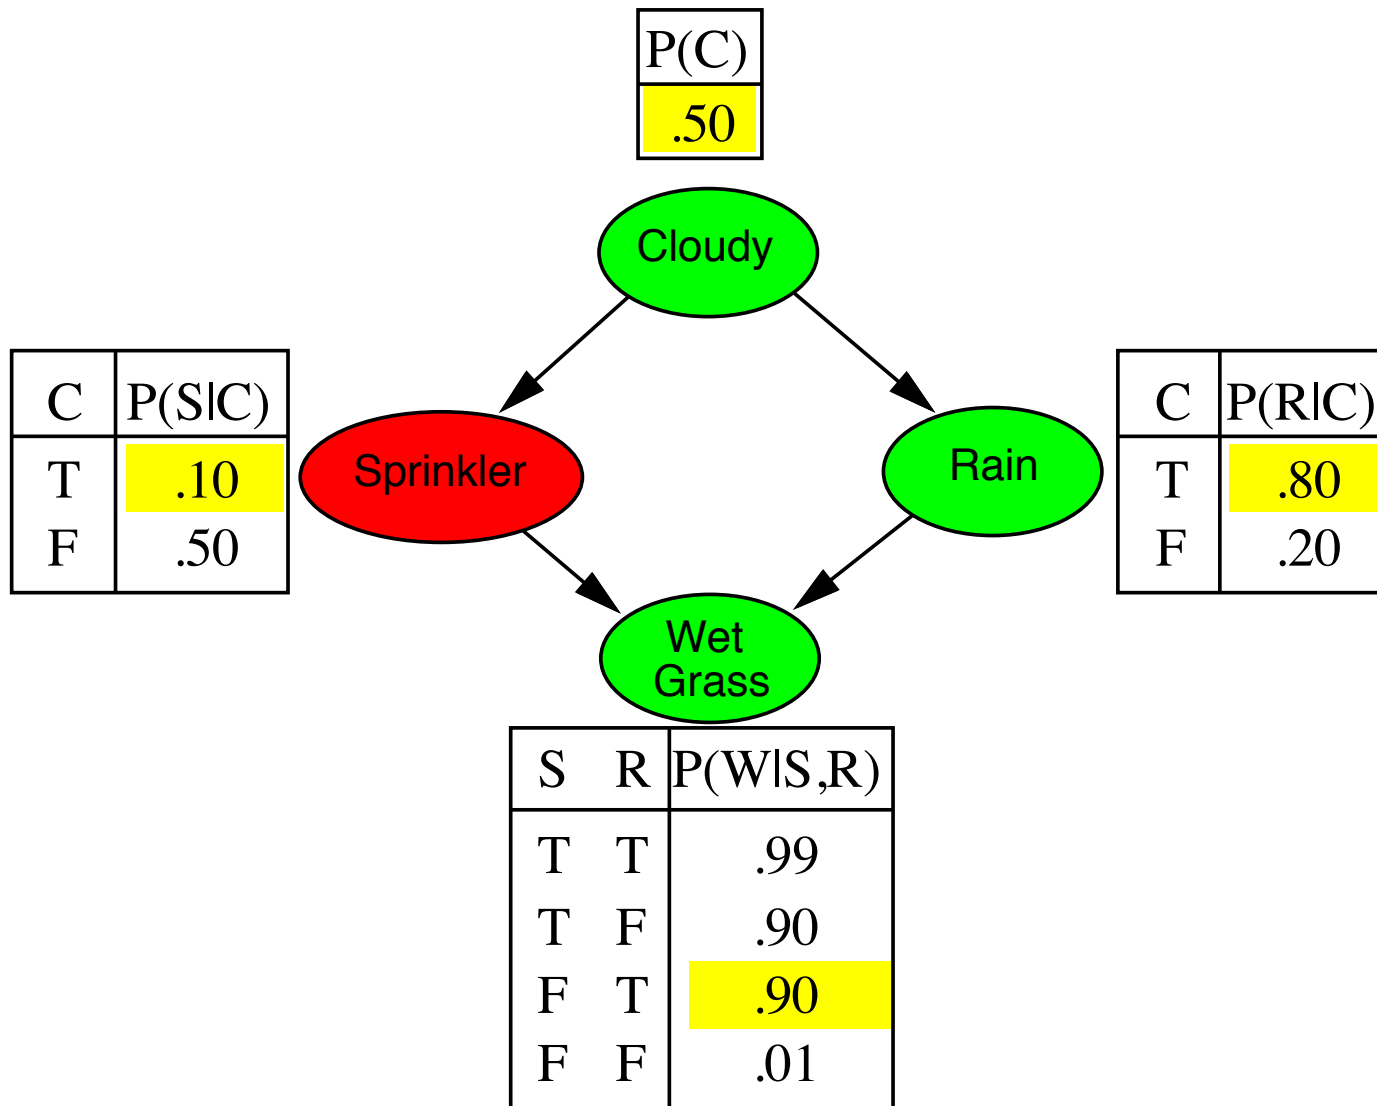 P(C)
.50
Cloudy
C P(S|C)
T .10
F .50
Sprinkler
Rain
C P(R|C)
T .80
F .20
Wet
Grass
S R P(W|S,R)
T T .99
T F .90
F T .90
F F .01